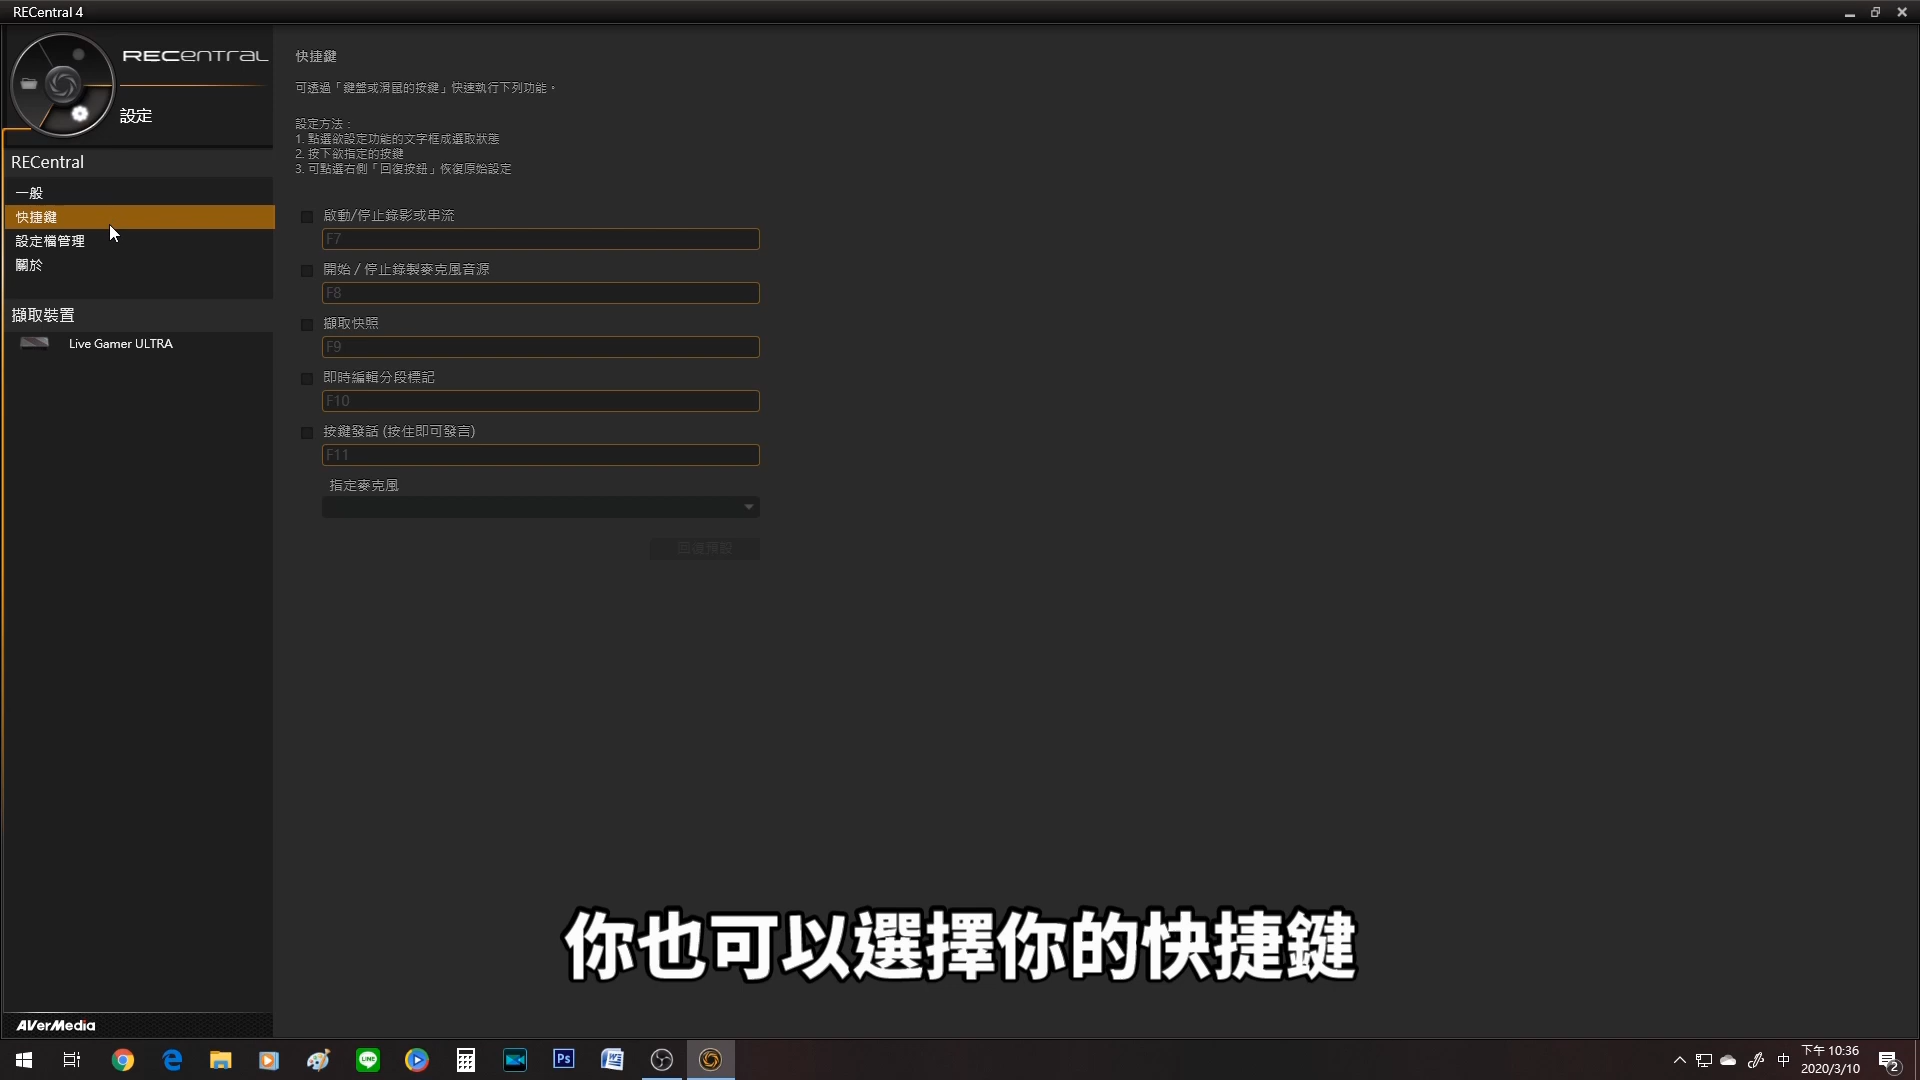 RECentral 4
RECentral
設定
RECentral
一般
快捷鍵
設定檔管理
關於
擷取裝置
Live Gamer ULTRA
AVerMedia
快捷鍵
可透過「鍵盤或滑鼠的按鍵」快速執行下列功能。
設定方法：
1. 點選欲設定功能的文字框成選取狀態
2. 按下欲指定的按鍵
3. 可點選右側「回復按鈕」恢復原始設定
啟動/停止錄影或串流
F7
開始 / 停止錄製麥克風音源
F8
擷取快照
F9
即時編輯分段標記
F10
按鍵發話 (按住即可發言)
F11
指定麥克風
回復預設
你也可以選擇你的快捷鍵
LINE
Ps
中
下午 10:36
2020/3/10
2